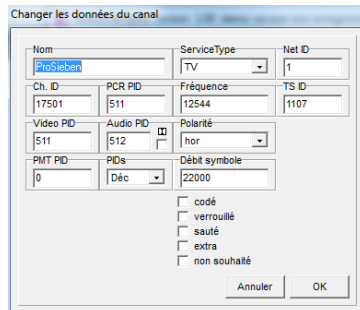 Changer les données du canal
Nom ServiceType Net ID
ProSieben TV 1
Ch. ID PCR PID Fréquence TS ID
17501 511 12544 1107
Video PID Audio PID Polarité
511 512 hor
PMT PID PIDs Débit symbole
0 Déc 22000
codé
verrouillé
sauté
extra
non souhaité
Annuler OK